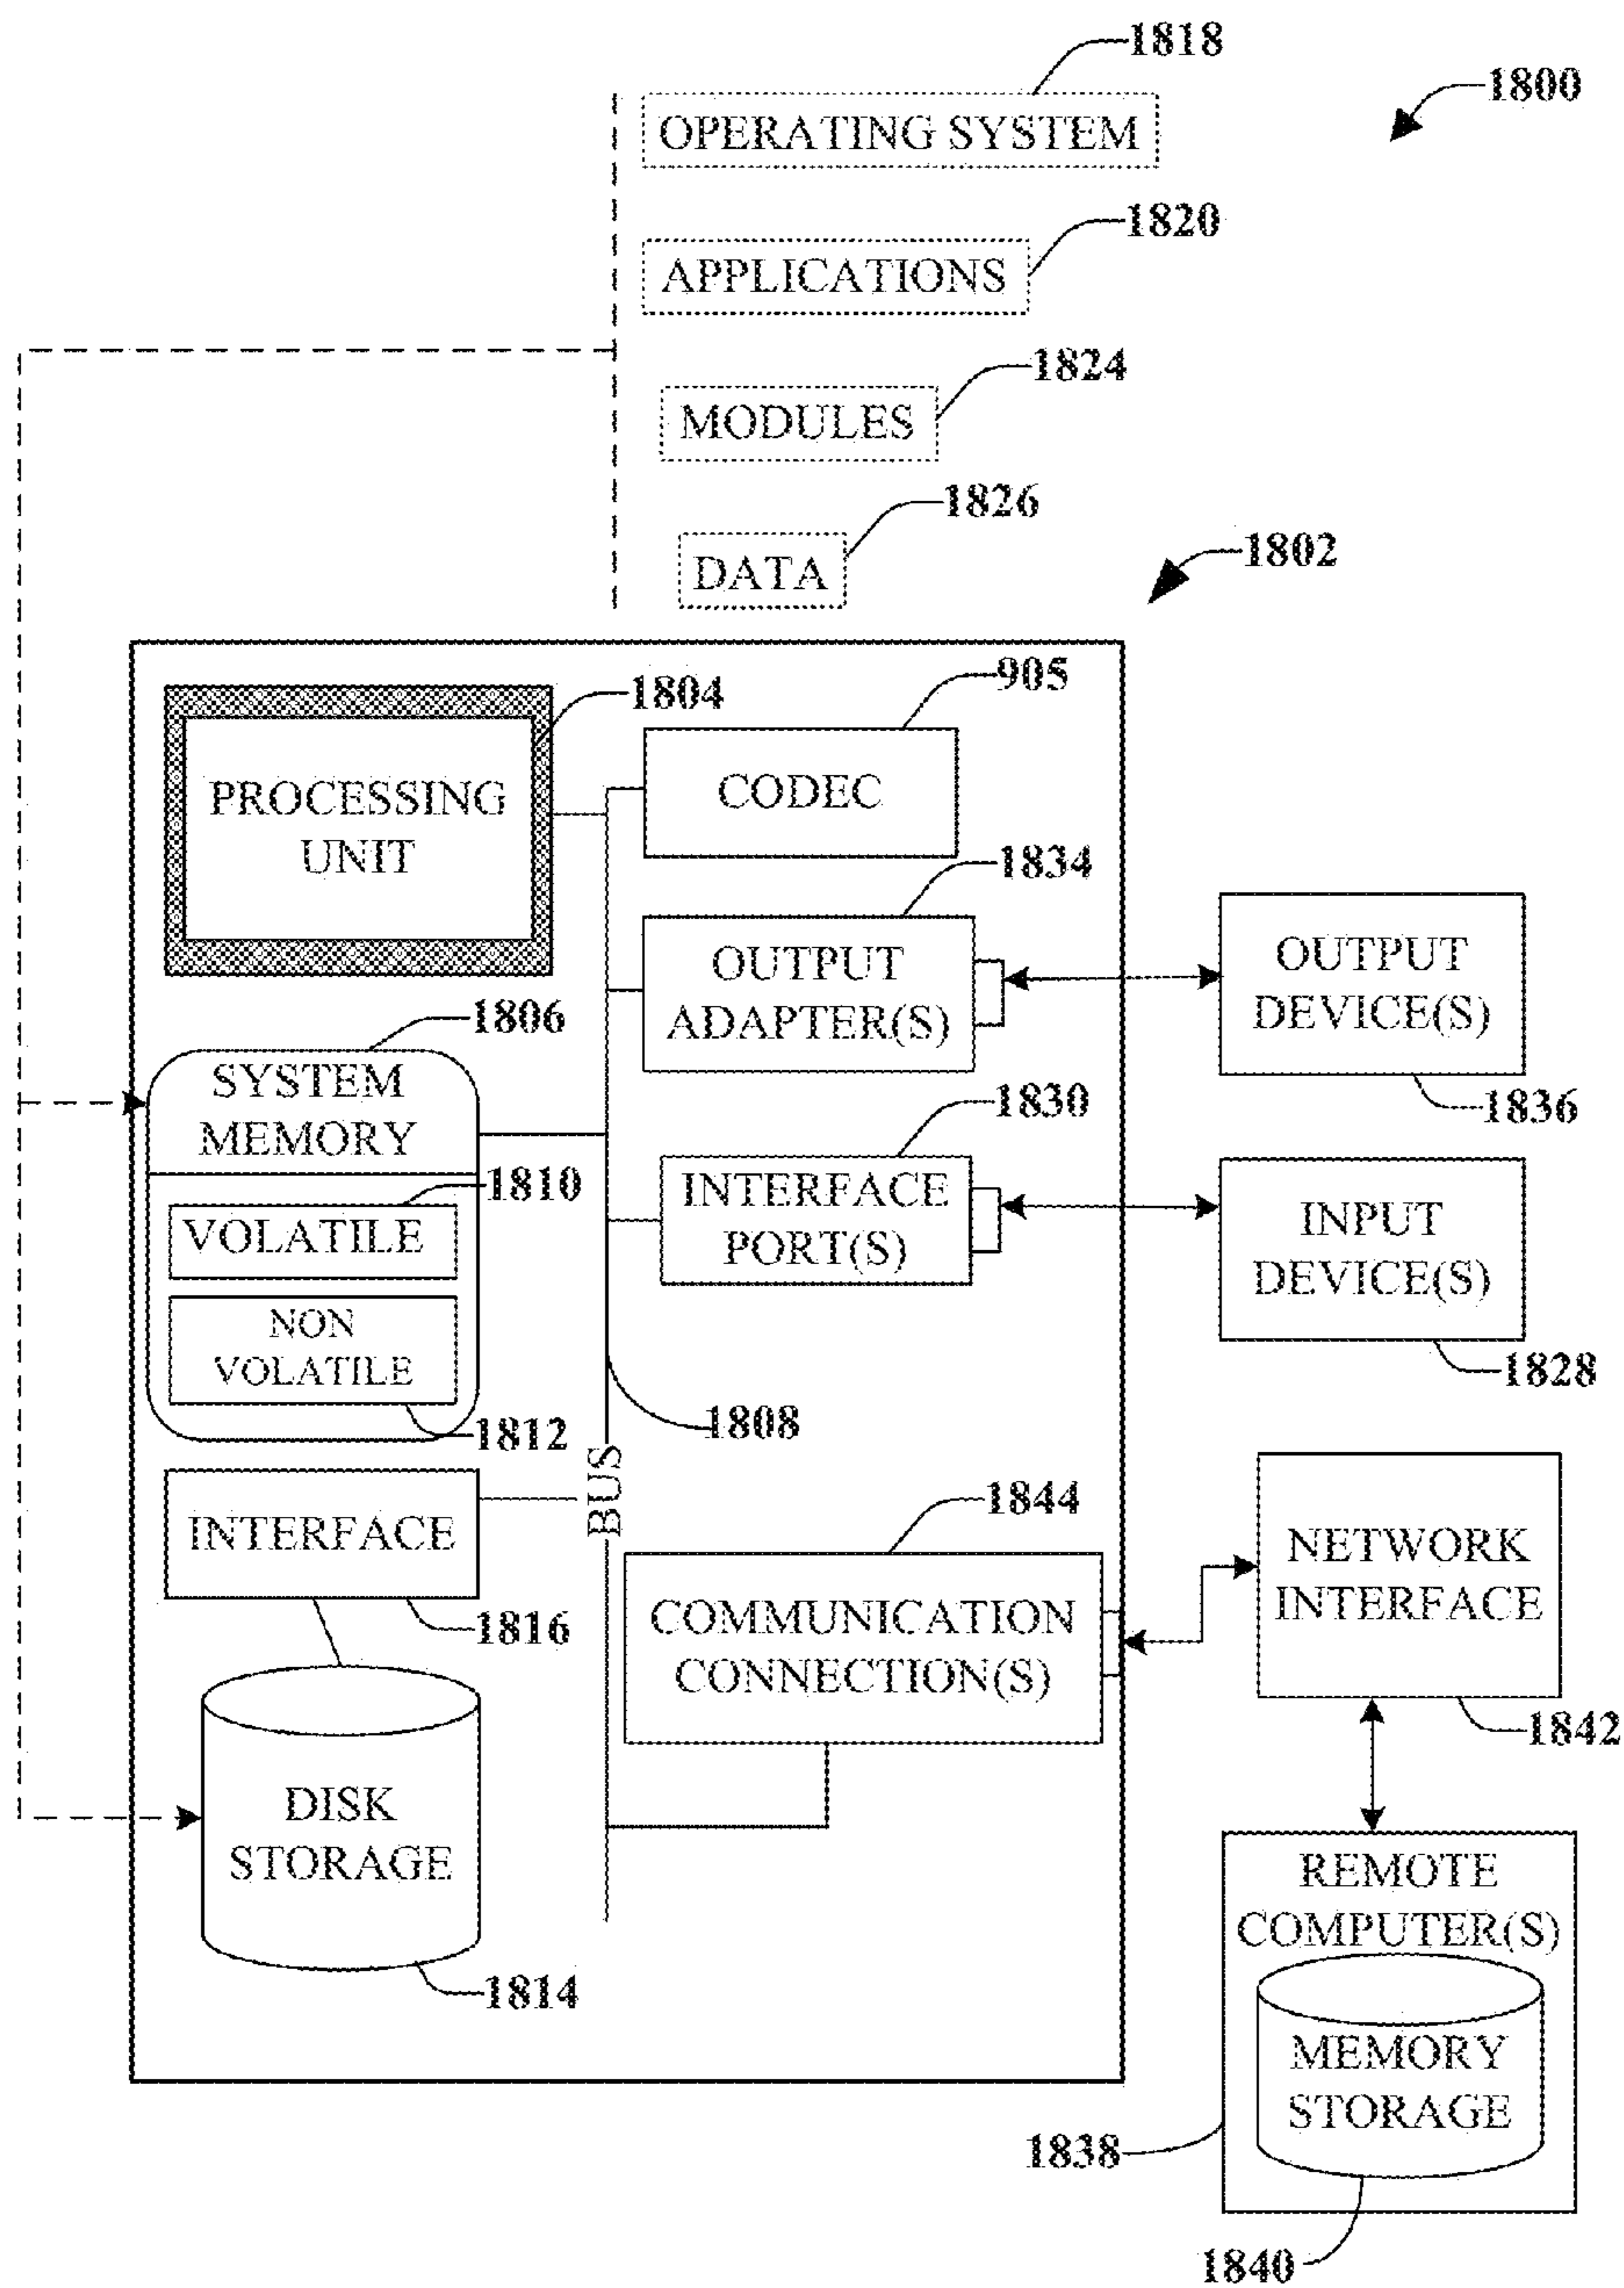 1818
1800
OPERATING SYSTEM
1820
APPLICATIONS
1824
MODULES
1826
DATA
1802
1804
PROCESSING
UNIT
905
CODEC
1834
OUTPUT
ADAPTER(S)
OUTPUT
DEVICE(S)
1836
1806
SYSTEM
MEMORY
1810
VOLATILE
NON
VOLATILE
1812
1830
INTERFACE
PORT(S)
INPUT
DEVICE(S)
1828
1808
BUS
INTERFACE
1816
1844
COMMUNICATION
CONNECTION(S)
NETWORK
INTERFACE
1842
DISK
STORAGE
1814
REMOTE
COMPUTER(S)
MEMORY
STORAGE
1838
1840